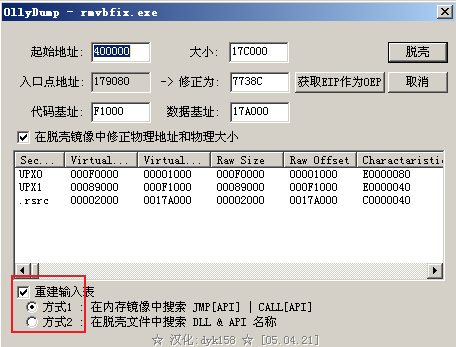 OllyDump - rmvbfix.exe
起始地址: 400000 大小: 17C000 脱壳
入口点地址: 179080 -> 修正为: 7738C 获取EIP作为OEP 取消
代码基址: F1000 数据基址: 17A000
在脱壳镜像中修正物理地址和物理大小
Sec... Virtual... Virtual... Raw Size Raw Offset Charactaristic
UPX0 000F0000 00001000 000F0000 00001000 E0000080
UPX1 00089000 000F1000 00089000 000F1000 E0000040
.rsrc 00002000 0017A000 00002000 0017A000 C0000040
重建输入表
方式1 : 在内存镜像中搜索 JMP[API] | CALL[API]
方式2 : 在脱壳文件中搜索 DLL & API 名称
☆ 汉化:dyk158 ☆ [05.04.21]